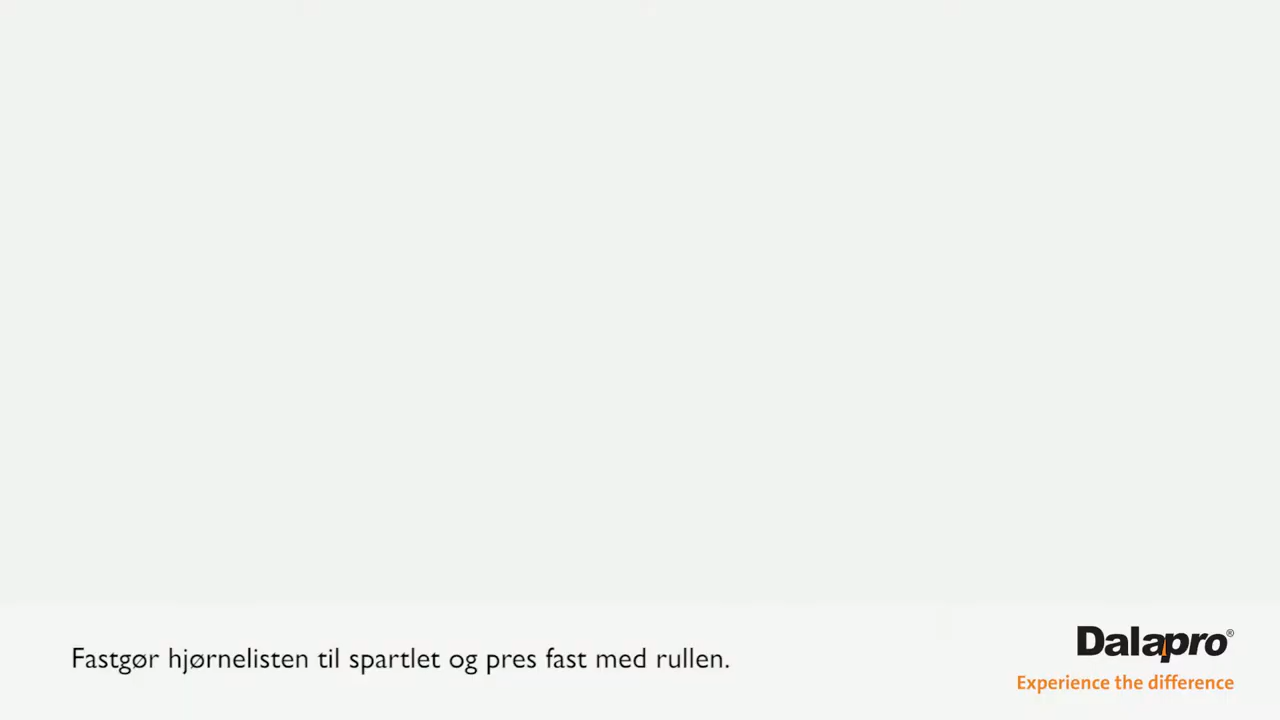 Fastgør hjørnelisten til spartlet og pres fast med rullen.
Dalapro®
Experience the difference